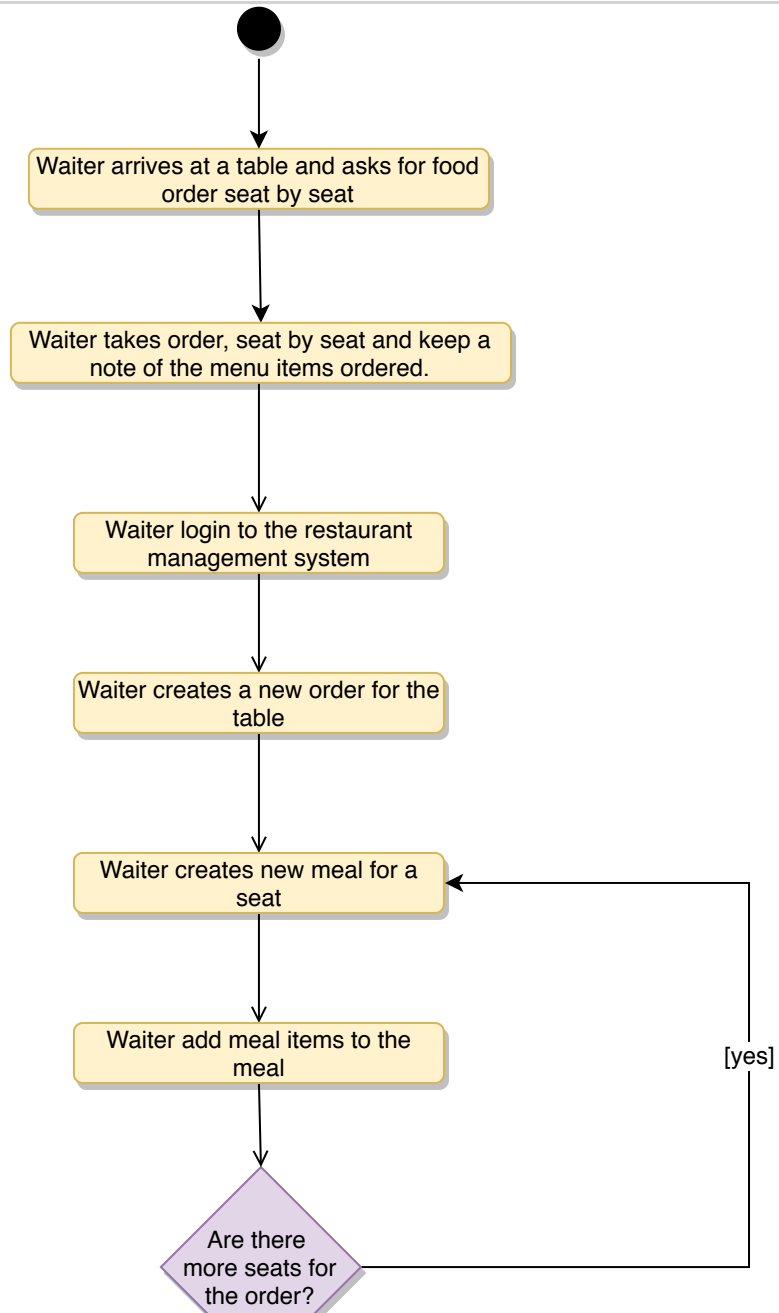 Waiter arrives at a table and asks for food
order seat by seat
Waiter takes order, seat by seat and keep a
note of the menu items ordered.
Waiter login to the restaurant
management system
Waiter creates a new order for the
table
Waiter creates new meal for a
seat
Waiter add meal items to the
meal
[yes]
Are there
more seats for
the order?